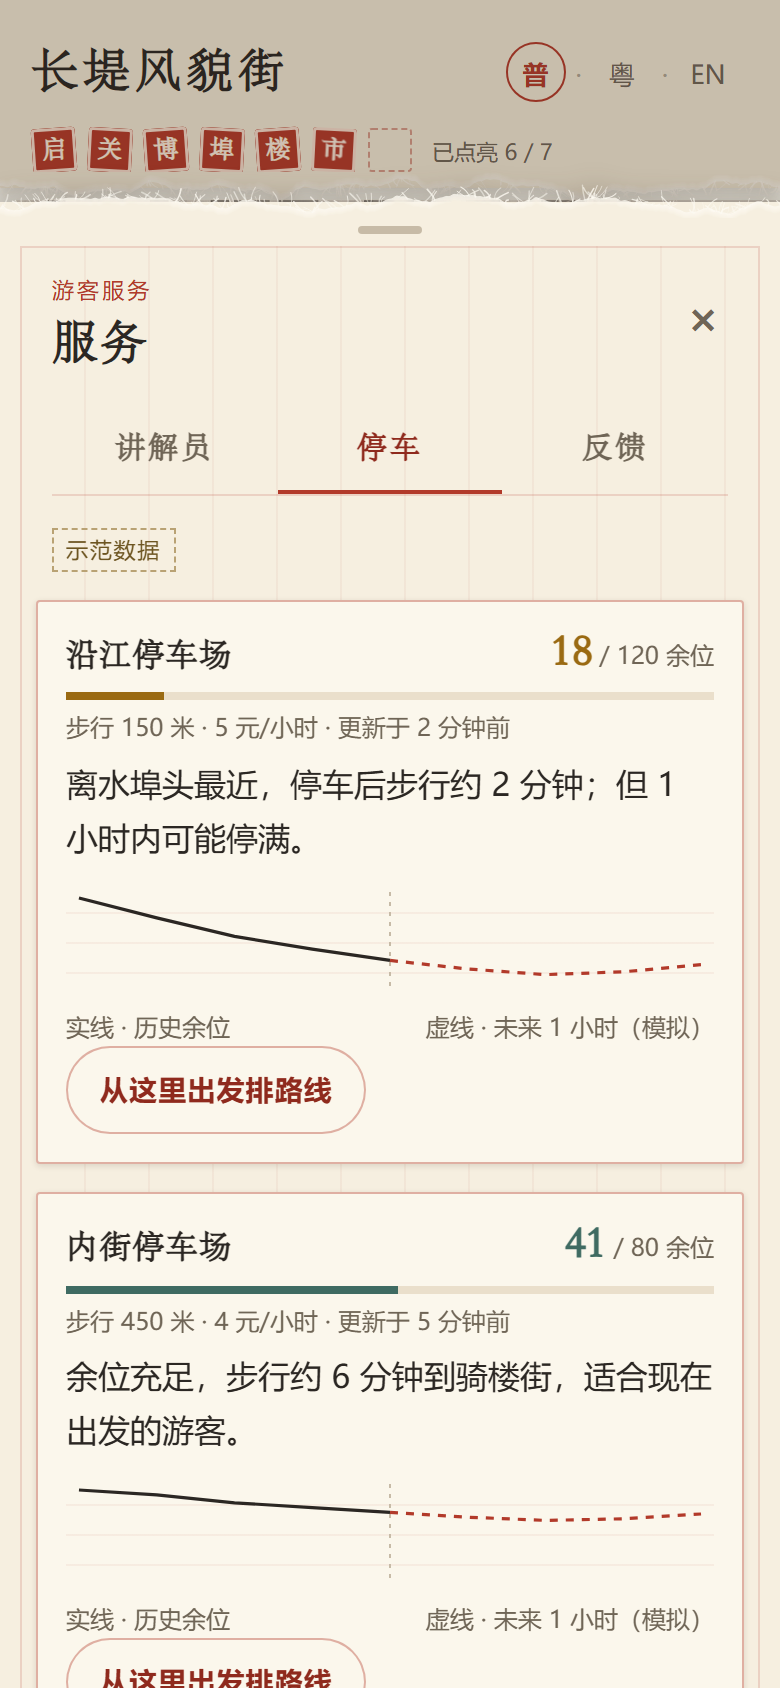 长堤风貌街
普 · 粤 · EN
启 关 博 埠 楼 市 已点亮 6 / 7
游客服务
服务
×
讲解员 停车 反馈
示范数据
沿江停车场 18 / 120 余位
步行 150 米 · 5 元/小时 · 更新于 2 分钟前
离水埠头最近，停车后步行约 2 分钟；但 1
小时内可能停满。
实线 · 历史余位 虚线 · 未来 1 小时（模拟）
从这里出发排路线
内街停车场 41 / 80 余位
步行 450 米 · 4 元/小时 · 更新于 5 分钟前
余位充足，步行约 6 分钟到骑楼街，适合现在
出发的游客。
实线 · 历史余位 虚线 · 未来 1 小时（模拟）
从这里出发排路线